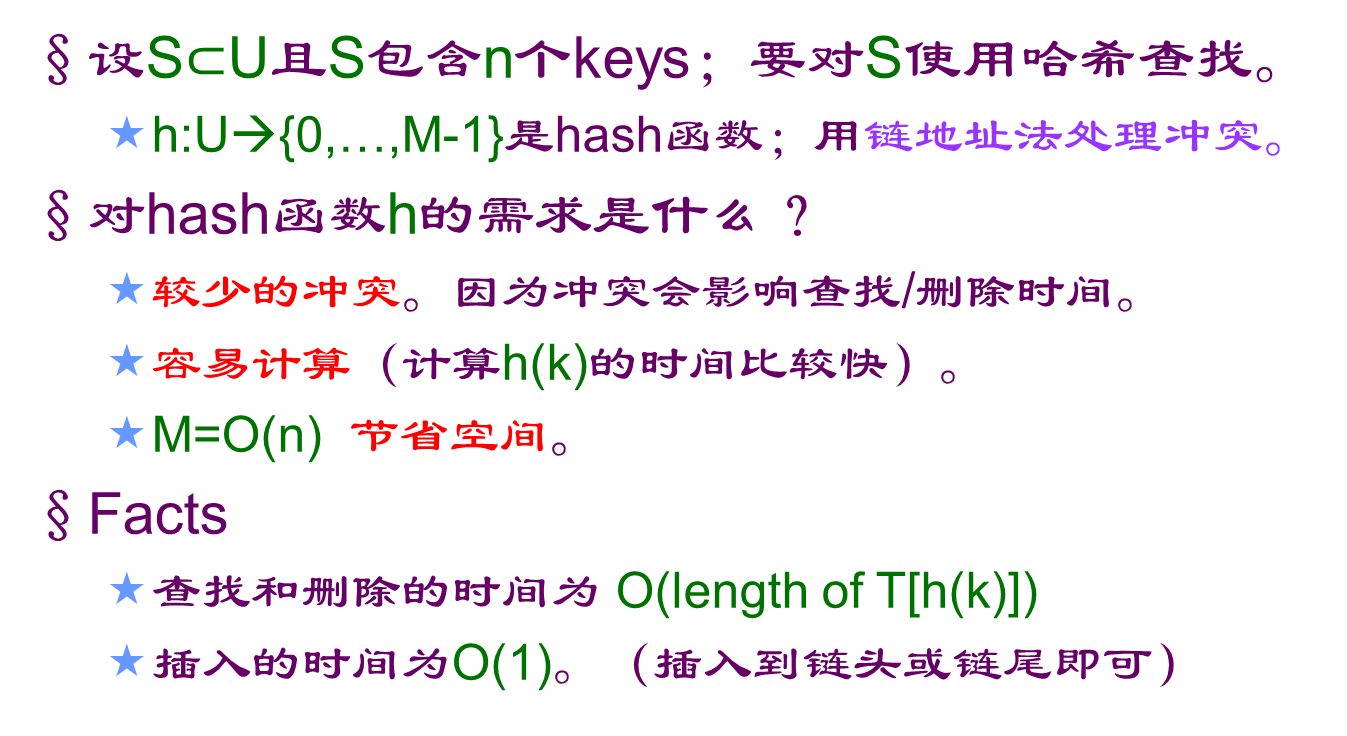 § 设S⊂U且S包含n个keys；要对S使用哈希查找。
★ h:U→{0,…,M-1}是hash函数；用链地址法处理冲突。
§ 对hash函数h的需求是什么？
★ 较少的冲突。因为冲突会影响查找/删除时间。
★ 容易计算（计算h(k)的时间比较快）。
★ M=O(n) 节省空间。
§ Facts
★ 查找和删除的时间为 O(length of T[h(k)])
★ 插入的时间为O(1)。（插入到链头或链尾即可）